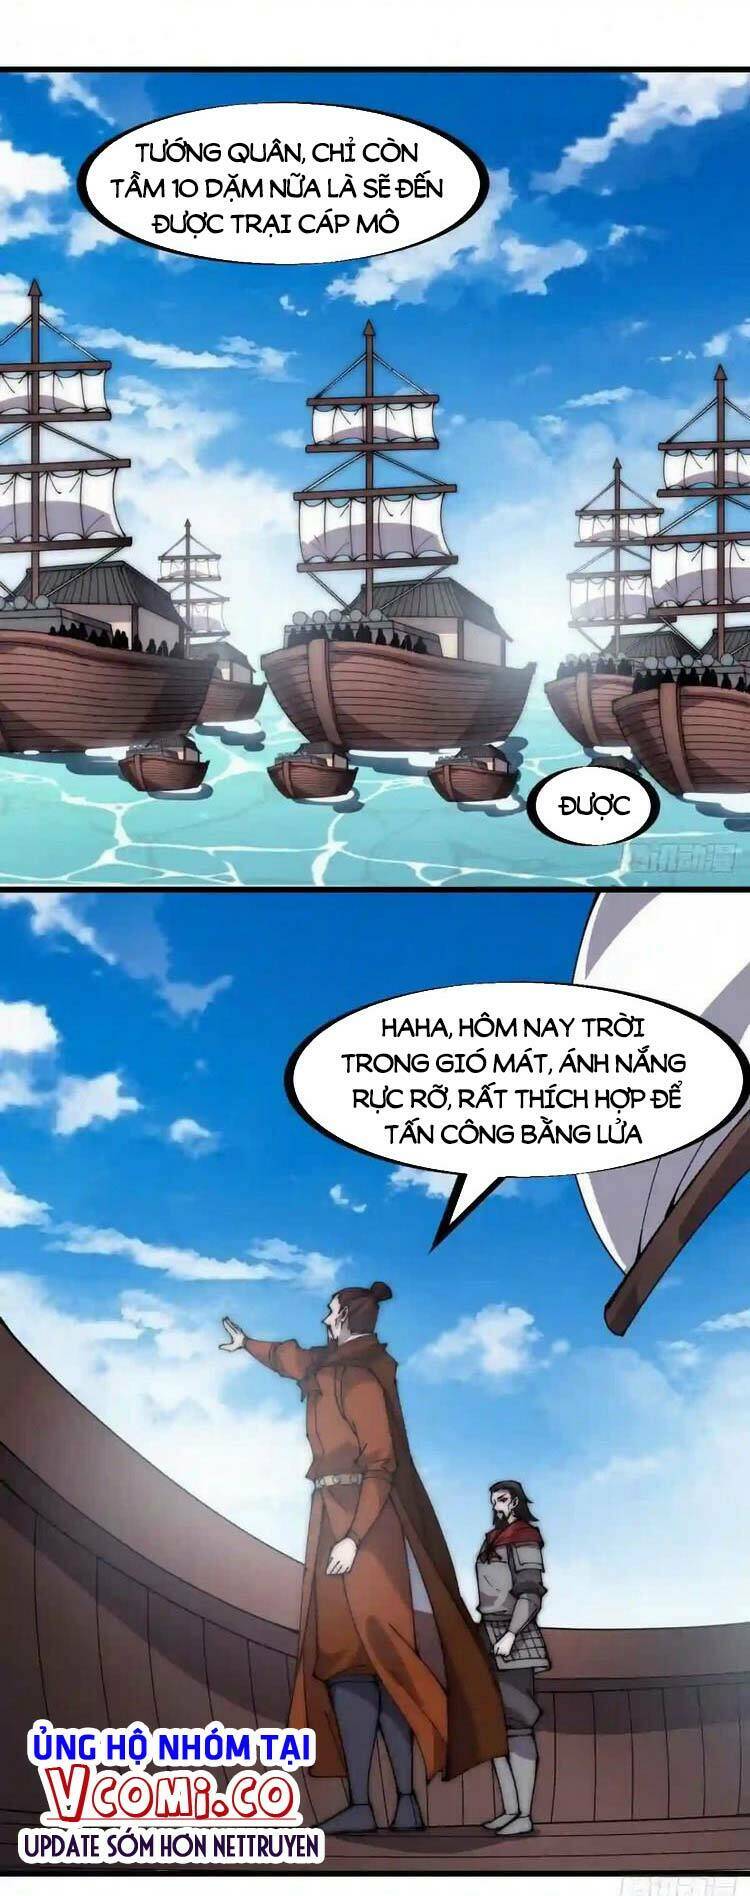 TƯỚNG QUÂN, CHỈ CÒN
TẦM 10 DẶM NỮA LÀ SẼ ĐẾN
ĐƯỢC TRẠI CÁP MÔ
ĐƯỢC
HAHA, HÔM NAY TRỜI
TRONG GIÓ MÁT, ÁNH NẮNG
RỰC RỠ, RẤT THÍCH HỢP ĐỂ
TẤN CÔNG BẰNG LỬA
ỦNG HỘ NHÓM TẠI
VCOMI.CO
UPDATE SỚM HƠN NETTRUYEN